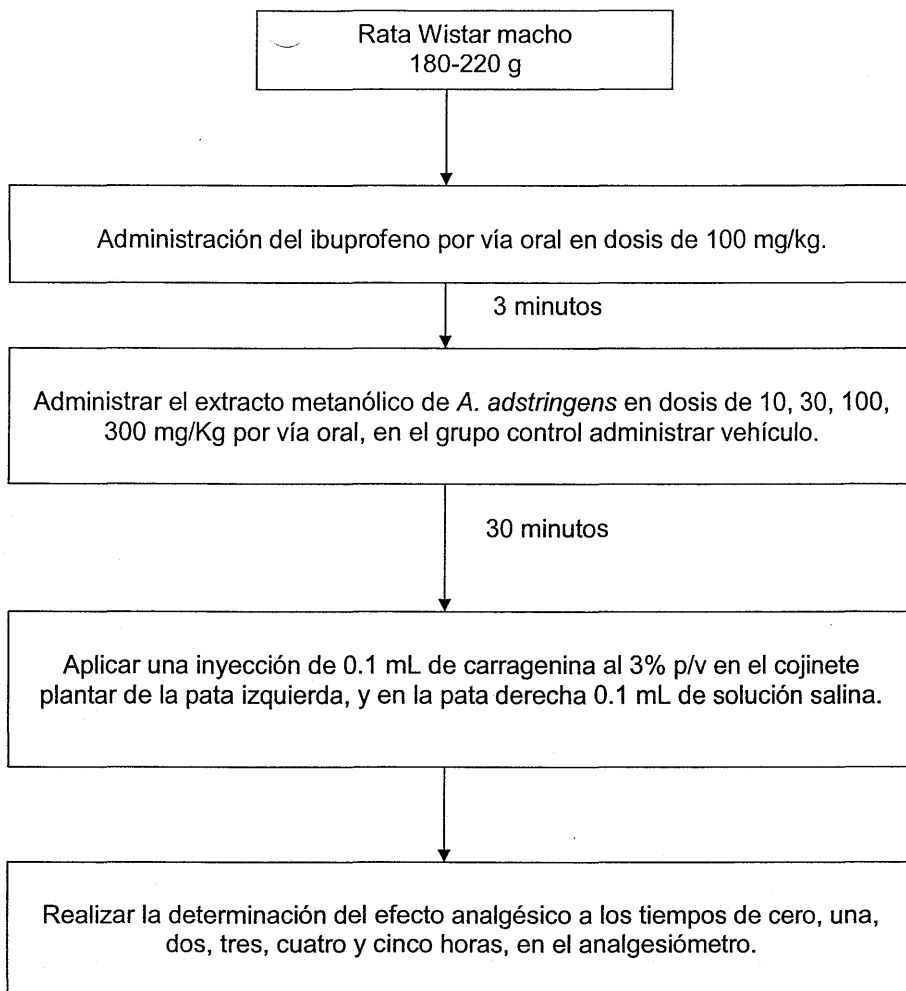 Rata Wistar macho
180-220 g
Administración del ibuprofeno por vía oral en dosis de 100 mg/kg.
3 minutos
Administrar el extracto metanólico de A. adstringens en dosis de 10, 30, 100,
300 mg/Kg por vía oral, en el grupo control administrar vehículo.
30 minutos
Aplicar una inyección de 0.1 mL de carragenina al 3% p/v en el cojinete
plantar de la pata izquierda, y en la pata derecha 0.1 mL de solución salina.
Realizar la determinación del efecto analgésico a los tiempos de cero, una,
dos, tres, cuatro y cinco horas, en el analgesiómetro.